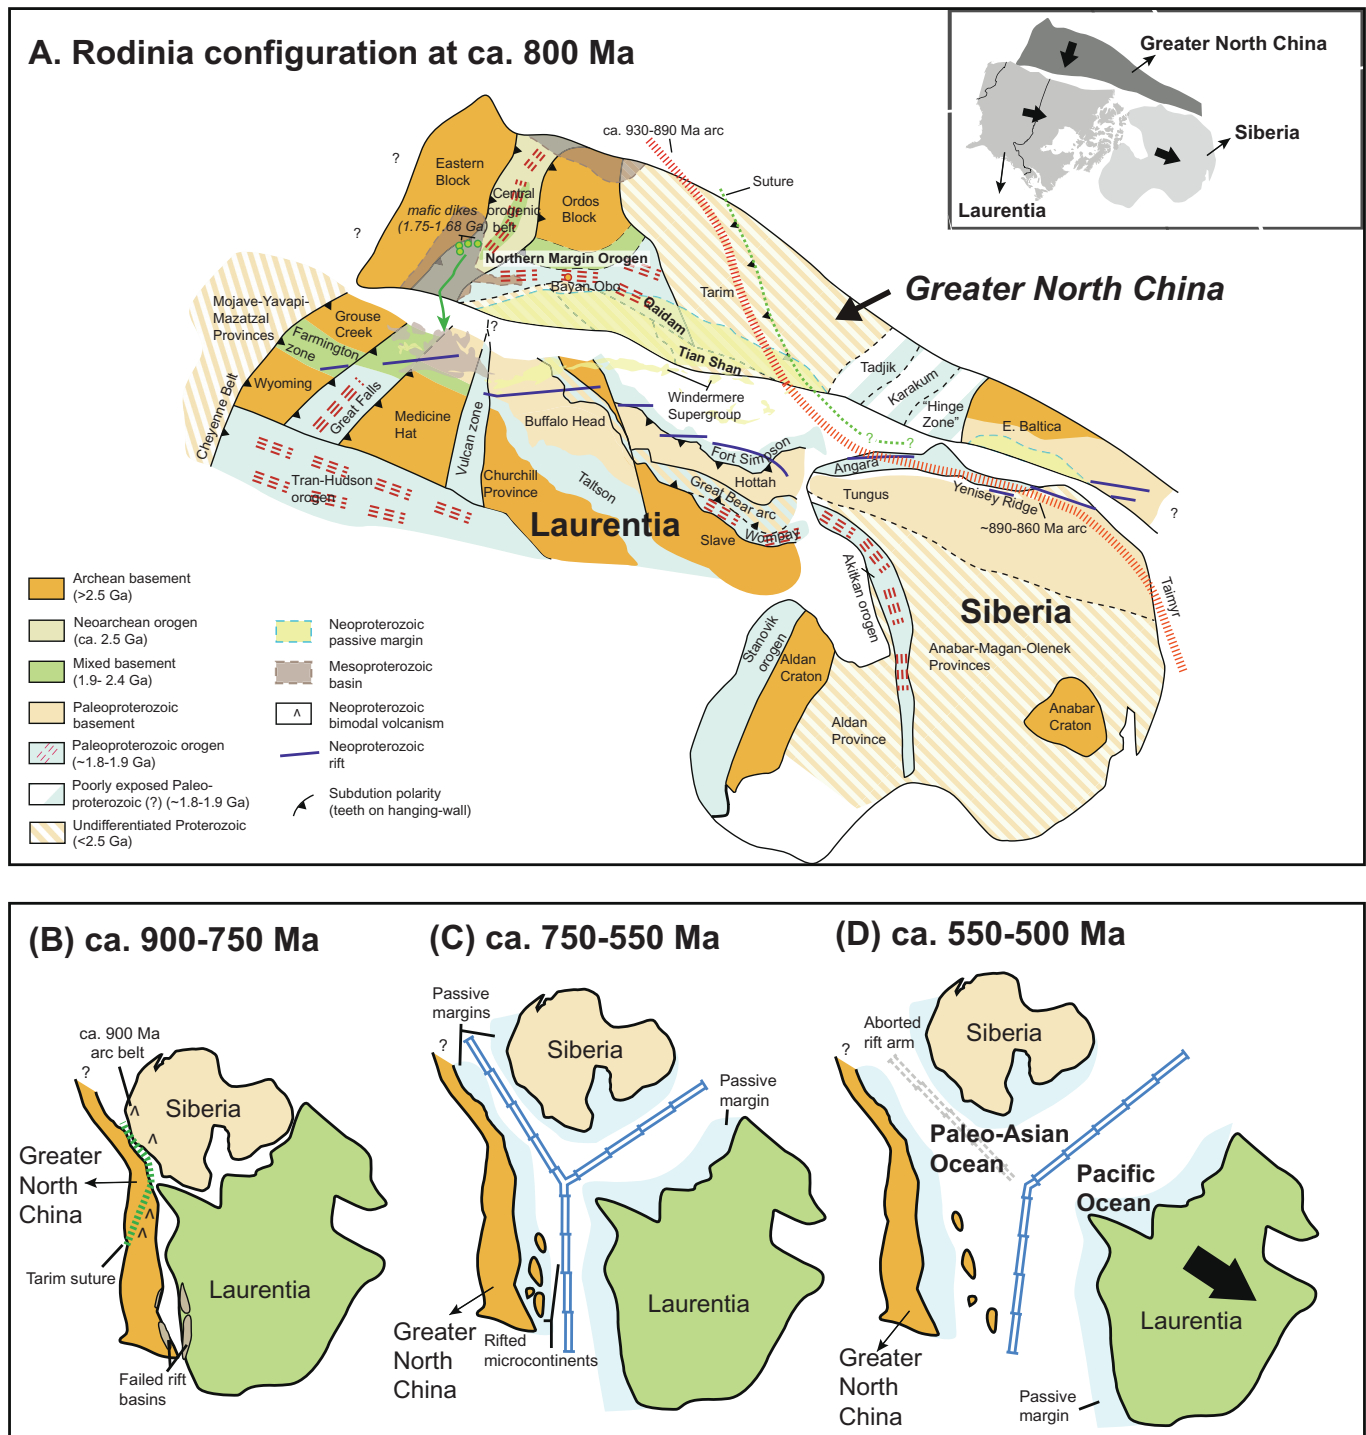 A. Rodinia configuration at ca. 800 Ma
Greater North China
Siberia
Laurentia
ca. 930-890 Ma arc
Suture
?
?
Eastern
Block
Central
orogenic
belt
Ordos
Block
mafic dikes
(1.75-1.68 Ga)
Northern Margin Orogen
Bayan Obo
Tarim
Qaidam
Tian Shan
Greater North China
Mojave-Yavapi-
Mazatzal
Provinces
Grouse
Creek
Farmington
zone
Wyoming
Cheyenne Belt
Great Falls
Medicine
Hat
Vulcan zone
!?
Buffalo Head
Windermere
Supergroup
Tadjik
Karakum
"Hinge
Zone"
E. Baltica
? ?
Fort Simpson
Hottah
Great Bear arc
Wompay
Angara
Tungus
Yenisey Ridge
~890-860 Ma arc
?
Taimyr
Tran-Hudson
orogen
Churchill
Province
Taltson
Laurentia
Slave
Akitkan orogen
Siberia
Anabar-Magan-Olenek
Provinces
Stanovik
orogen
Aldan
Craton
Aldan
Province
Anabar
Craton
Archean basement
(>2.5 Ga)
Neoarchean orogen
(ca. 2.5 Ga)
Mixed basement
(1.9- 2.4 Ga)
Paleoproterozoic
basement
Paleoproterozoic orogen
(~1.8-1.9 Ga)
Poorly exposed Paleo-
proterozoic (?) (~1.8-1.9 Ga)
Undifferentiated Proterozoic
(<2.5 Ga)
Neoproterozoic
passive margin
Mesoproterozoic
basin
^
Neoproterozoic
bimodal volcanism
Neoproterozoic
rift
Subdution polarity
(teeth on hanging-wall)
(B) ca. 900-750 Ma
ca. 900 Ma
arc belt
?
Siberia
Greater
North
China
Tarim suture
Laurentia
Failed rift
basins
(C) ca. 750-550 Ma
Passive
margins
?
Siberia
Passive
margin
Laurentia
Greater
North
China
Rifted
microcontinents
(D) ca. 550-500 Ma
Aborted
rift arm
?
Siberia
Paleo-Asian
Ocean
Pacific
Ocean
Laurentia
Greater
North
China
Passive
margin